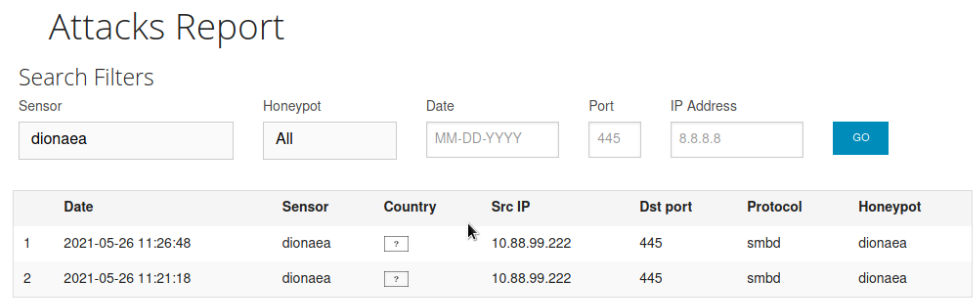 Attacks Report
Search Filters
Sensor Honeypot Date Port IP Address
dionaea All MM-DD-YYYY 445 8.8.8.8 GO
Date Sensor Country Src IP Dst port Protocol Honeypot
1 2021-05-26 11:26:48 dionaea ? 10.88.99.222 445 smbd dionaea
2 2021-05-26 11:21:18 dionaea ? 10.88.99.222 445 smbd dionaea